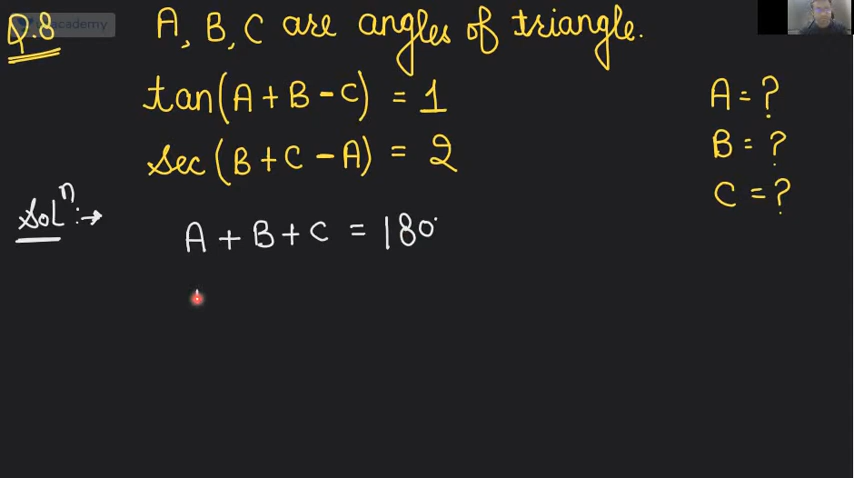 Q.8 A, B, C are angles of triangle.
tan(A+B-C) = 1
sec(B+C-A) = 2
A = ?
B = ?
C = ?
Solⁿ:→ A + B + C = 180°